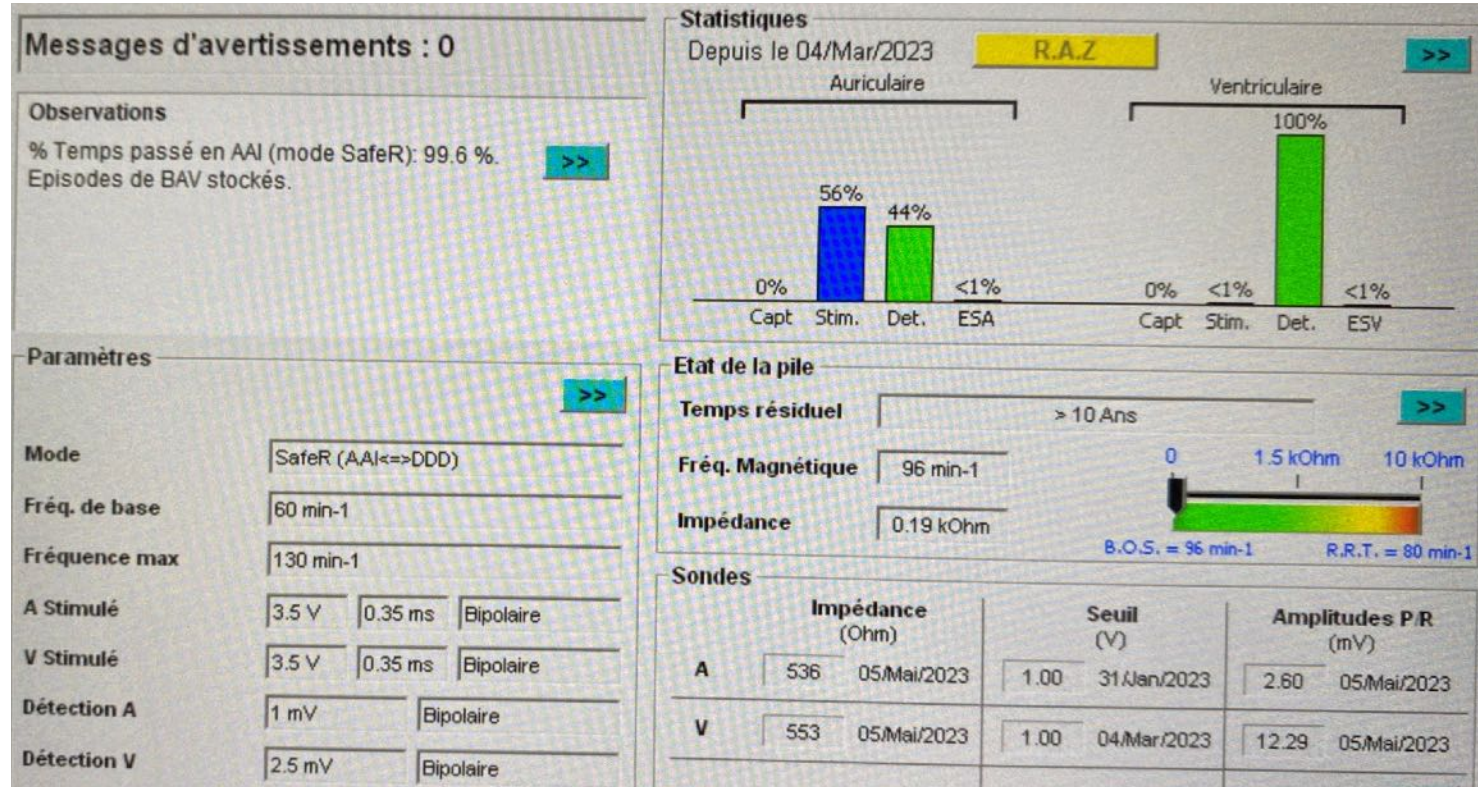 Messages d'avertissements : 0
Observations
% Temps passé en AAI (mode SafeR): 99.6 %.
>>
Episodes de BAV stockés.
Statistiques
Depuis le 04/Mar/2023
R.A.Z
>>
Auriculaire
Ventriculaire
100%
56%
44%
0%
<1%
0%
<1%
<1%
Capt Stim. Det. ESA
Capt Stim. Det. ESV
Paramètres
>>
Mode
SafeR (AAI<=>DDD)
Fréq. de base
60 min-1
Fréquence max
130 min-1
A Stimulé
3.5 V 0.35 ms Bipolaire
V Stimulé
3.5 V 0.35 ms Bipolaire
Détection A
1 mV Bipolaire
Détection V
2.5 mV Bipolaire
Etat de la pile
Temps résiduel
> 10 Ans
>>
Fréq. Magnétique
96 min-1
0 1.5 kOhm 10 kOhm
Impédance
0.19 kOhm
B.O.S. = 96 min-1 R.R.T. = 80 min-1
Sondes
Impédance
(Ohm)
Seuil
(V)
Amplitudes P/R
(mV)
A 536 05/Mai/2023 1.00 31/Jan/2023 2.60 05/Mai/2023
V 553 05/Mai/2023 1.00 04/Mar/2023 12.29 05/Mai/2023